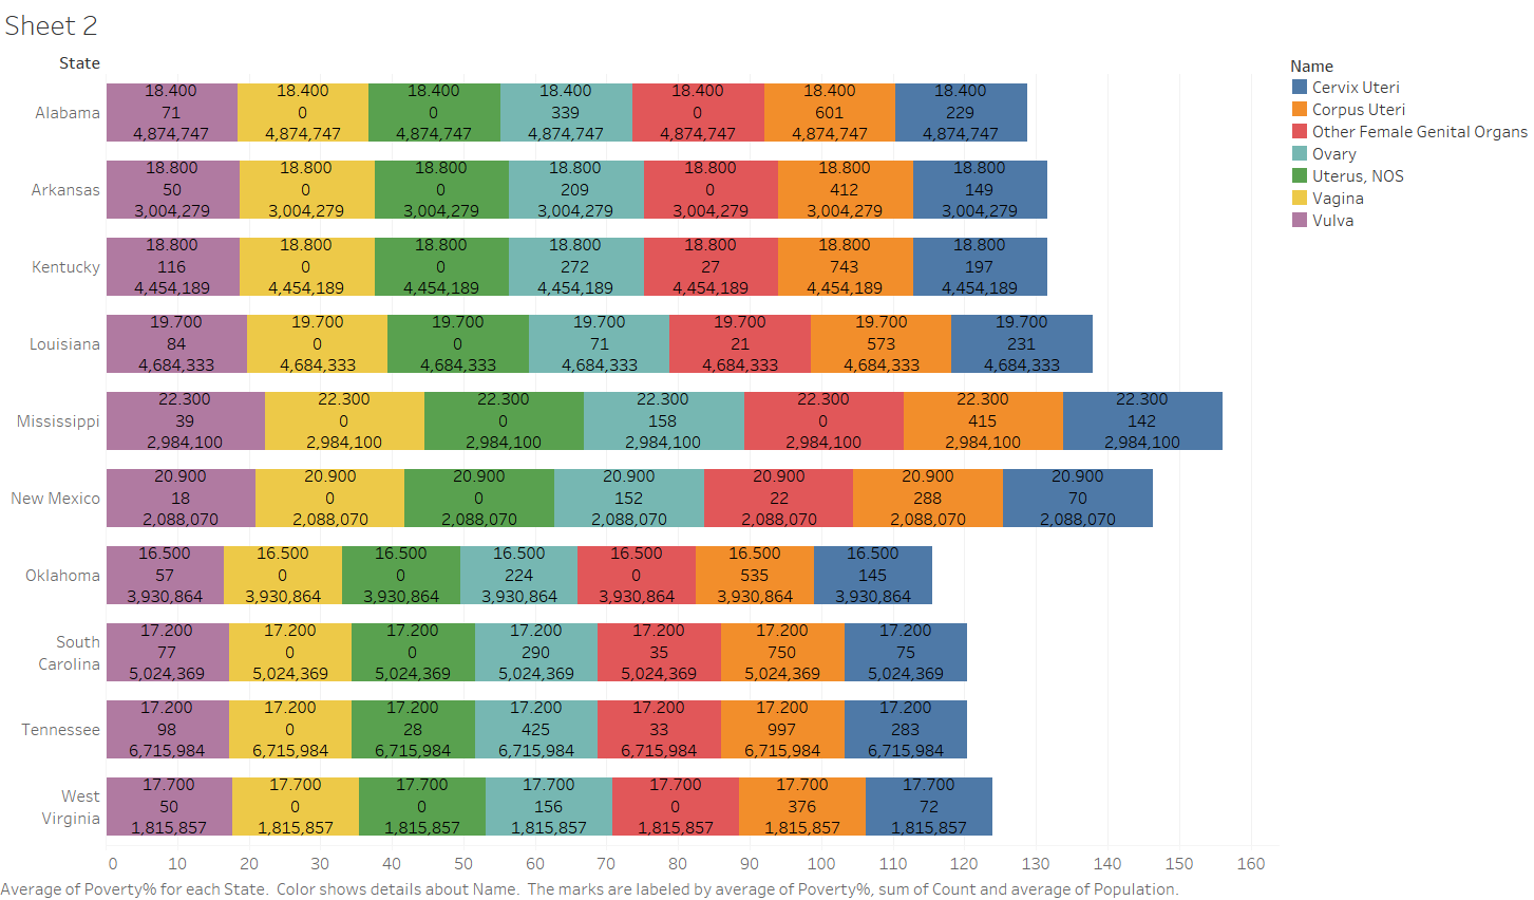 Sheet 2
State
Name
Cervix Uteri
Corpus Uteri
Other Female Genital Organs
Ovary
Uterus, NOS
Vagina
Vulva
Alabama
18.400 18.400 18.400 18.400 18.400 18.400 18.400
71 0 0 339 0 601 229
4,874,747 4,874,747 4,874,747 4,874,747 4,874,747 4,874,747 4,874,747
Arkansas
18.800 18.800 18.800 18.800 18.800 18.800 18.800
50 0 0 209 0 412 149
3,004,279 3,004,279 3,004,279 3,004,279 3,004,279 3,004,279 3,004,279
Kentucky
18.800 18.800 18.800 18.800 18.800 18.800 18.800
116 0 0 272 27 743 197
4,454,189 4,454,189 4,454,189 4,454,189 4,454,189 4,454,189 4,454,189
Louisiana
19.700 19.700 19.700 19.700 19.700 19.700 19.700
84 0 0 71 21 573 231
4,684,333 4,684,333 4,684,333 4,684,333 4,684,333 4,684,333 4,684,333
Mississippi
22.300 22.300 22.300 22.300 22.300 22.300 22.300
39 0 0 158 0 415 142
2,984,100 2,984,100 2,984,100 2,984,100 2,984,100 2,984,100 2,984,100
New Mexico
20.900 20.900 20.900 20.900 20.900 20.900 20.900
18 0 0 152 22 288 70
2,088,070 2,088,070 2,088,070 2,088,070 2,088,070 2,088,070 2,088,070
Oklahoma
16.500 16.500 16.500 16.500 16.500 16.500 16.500
57 0 0 224 0 535 145
3,930,864 3,930,864 3,930,864 3,930,864 3,930,864 3,930,864 3,930,864
South
Carolina
17.200 17.200 17.200 17.200 17.200 17.200 17.200
77 0 0 290 35 750 75
5,024,369 5,024,369 5,024,369 5,024,369 5,024,369 5,024,369 5,024,369
Tennessee
17.200 17.200 17.200 17.200 17.200 17.200 17.200
98 0 28 425 33 997 283
6,715,984 6,715,984 6,715,984 6,715,984 6,715,984 6,715,984 6,715,984
West
Virginia
17.700 17.700 17.700 17.700 17.700 17.700 17.700
50 0 0 156 0 376 72
1,815,857 1,815,857 1,815,857 1,815,857 1,815,857 1,815,857 1,815,857
0 10 20 30 40 50 60 70 80 90 100 110 120 130 140 150 160
Average of Poverty% for each State. Color shows details about Name. The marks are labeled by average of Poverty%, sum of Count and average of Population.